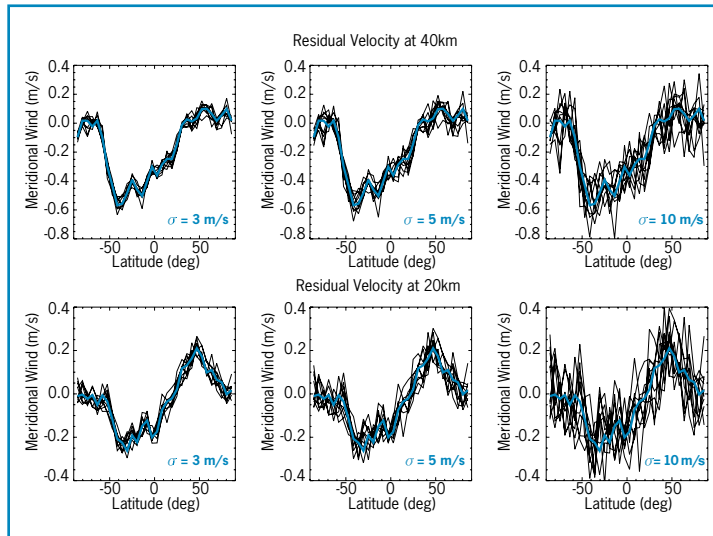 Residual Velocity at 40km
Meridional Wind (m/s)
0.4
0.2
0.0
-0.2
-0.4
-0.6
-0.8
-50 0 50
Latitude (deg)
σ = 3 m/s
Meridional Wind (m/s)
0.4
0.2
0.0
-0.2
-0.4
-0.6
-0.8
-50 0 50
Latitude (deg)
σ = 5 m/s
Meridional Wind (m/s)
0.4
0.2
0.0
-0.2
-0.4
-0.6
-0.8
-50 0 50
Latitude (deg)
σ = 10 m/s
Residual Velocity at 20km
Meridional Wind (m/s)
0.4
0.2
0.0
-0.2
-0.4
-50 0 50
Latitude (deg)
σ = 3 m/s
Meridional Wind (m/s)
0.4
0.2
0.0
-0.2
-0.4
-50 0 50
Latitude (deg)
σ = 5 m/s
Meridional Wind (m/s)
0.4
0.2
0.0
-0.2
-0.4
-50 0 50
Latitude (deg)
σ= 10 m/s